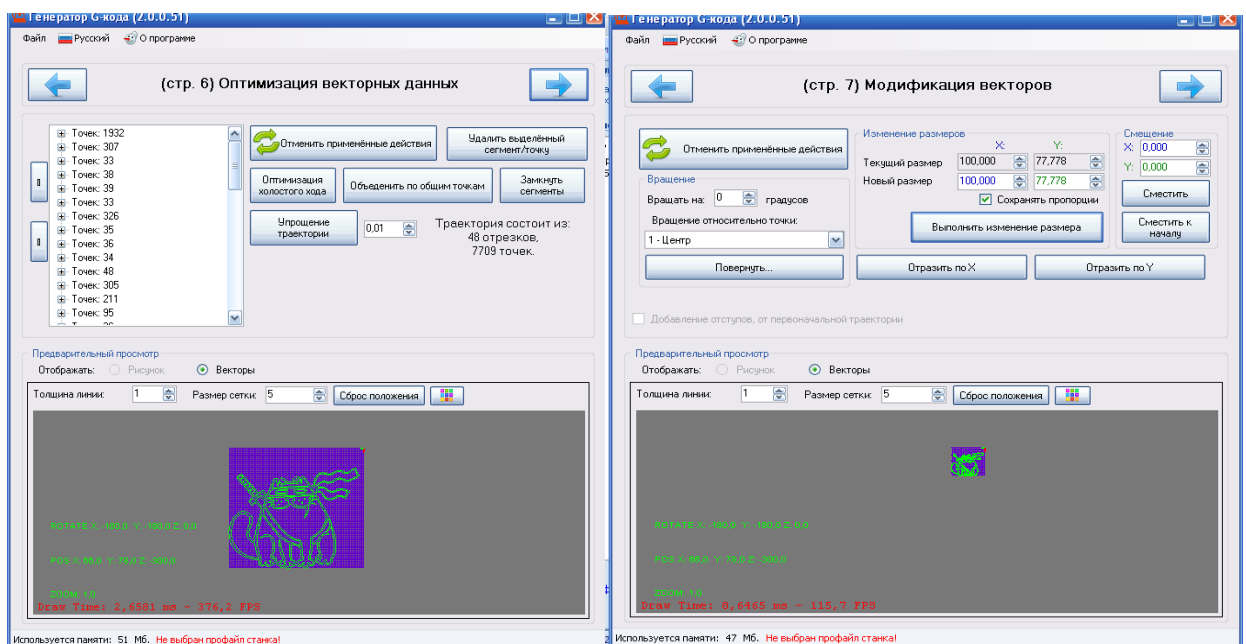 Генератор G-кода (2.0.0.51)
Файл Русский О программе
(стр. 6) Оптимизация векторных данных
Точек: 1932
Точек: 307
Точек: 33
Точек: 38
Точек: 39
Точек: 33
Точек: 326
Точек: 35
Точек: 36
Точек: 34
Точек: 48
Точек: 305
Точек: 211
Точек: 95
Отменить применённые действия
Удалить выделённый
сегмент/точку
Оптимизация
холостого хода
Объеденить по общим точкам
Замкнуть
сегменты
Упрощение
траектории
0,01
Траектория состоит из:
48 отрезков,
7709 точек.
Предварительный просмотр
Отображать: Рисунок Векторы
Толщина линии: 1 Размер сетки: 5 Сброс положения
ROTATE X: -180,0 Y: -180,0 Z: 0,0
POS X: 66,0 Y: 79,0 Z: -300,0
ZOOM: 1,0
Draw Time: 2,6581 ms - 376,2 FPS
Используется памяти: 51 Мб. Не выбран профайл станка!
Генератор G-кода (2.0.0.51)
Файл Русский О программе
(стр. 7) Модификация векторов
Отменить применённые действия
Вращение
Вращать на: 0 градусов
Вращение относительно точки:
1 - Центр
Повернуть...
Изменение размеров
X: Y:
Текущий размер 100,000 77,778
Новый размер 100,000 77,778
Сохранять пропорции
Выполнить изменение размера
Смещение
X: 0,000
Y: 0,000
Сместить
Сместить к
началу
Отразить по X
Отразить по Y
Добавление отступов, от первоначальной траектории
Предварительный просмотр
Отображать: Рисунок Векторы
Толщина линии: 1 Размер сетки: 5 Сброс положения
ROTATE X: -180,0 Y: -180,0 Z: 0,0
POS X: 66,0 Y: 79,0 Z: -300,0
ZOOM: 1,0
Draw Time: 8,6465 ms - 115,7 FPS
Используется памяти: 47 Мб. Не выбран профайл станка!